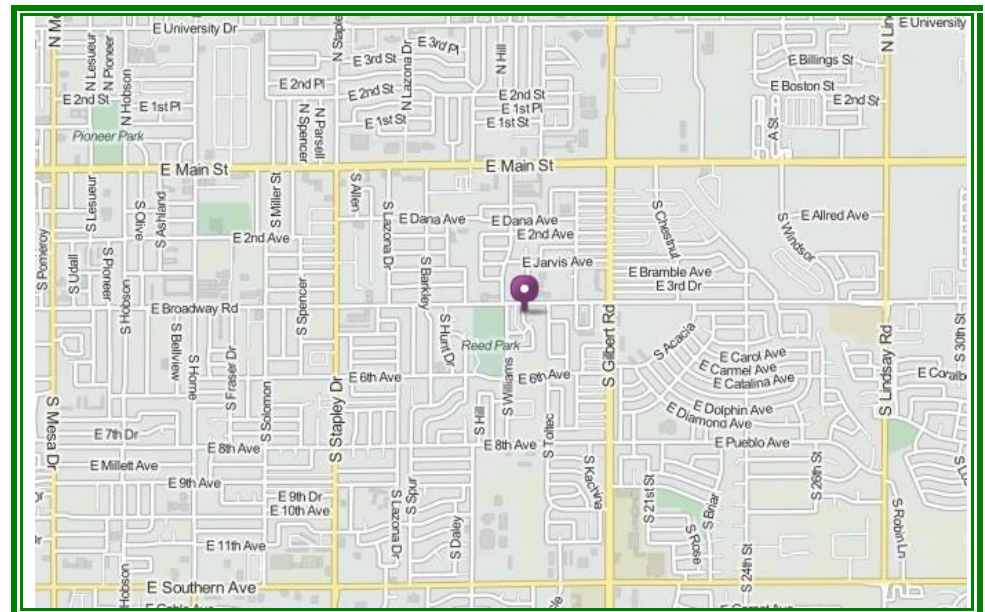 E University Dr
E University
N Lesueur
N Pioneer
N Hobson
E 2nd St
E 1st Pl
Pioneer Park
E 2nd Pl
N Spencer
N Parsell
E 3rd Pl
E 3rd St
E 2nd St
E 1st St
N Lazona Dr
N Hill
E 2nd St
E 1st Pl
E 1st St
E Billings St
E Boston St
E 2nd St
A St
E Main St
E Main St
S Pomeroy
S Lesueur
S Udall
S Pioneer
S Olive
S Ashland
S Hobson
S Miller St
E 2nd Ave
S Allen
S Lazona Dr
E Dana Ave
E Dana Ave
E 2nd Ave
S Barkley
E Jarvis Ave
S Chestnut
E Bramble Ave
E 3rd Dr
S Windsor
E Allred Ave
E Broadway Rd
S Spencer
S Bellview
S Horne
S Fraser Dr
S Solomon
S Hunt Dr
Reed Park
E 6th Ave
S Williams
E 6th Ave
S Gilbert Rd
S Acacia
E Carol Ave
E Carmel Ave
E Catalina Ave
E Dolphin Ave
E Diamond Ave
E Pueblo Ave
S Lindsay Rd
S 30th St
S Mesa Dr
E 7th Dr
E 8th Ave
E Millett Ave
E 9th Ave
S Stapley Dr
E 9th Dr
E 10th Ave
E 11th Ave
S Hill
E 8th Ave
S Toltec
S Spur
S Lazona Dr
S Daley
S Kachina
S 21st St
S Briar
S Rose
S 24th St
S 26th St
S Robin Ln
Hobson
E Southern Ave